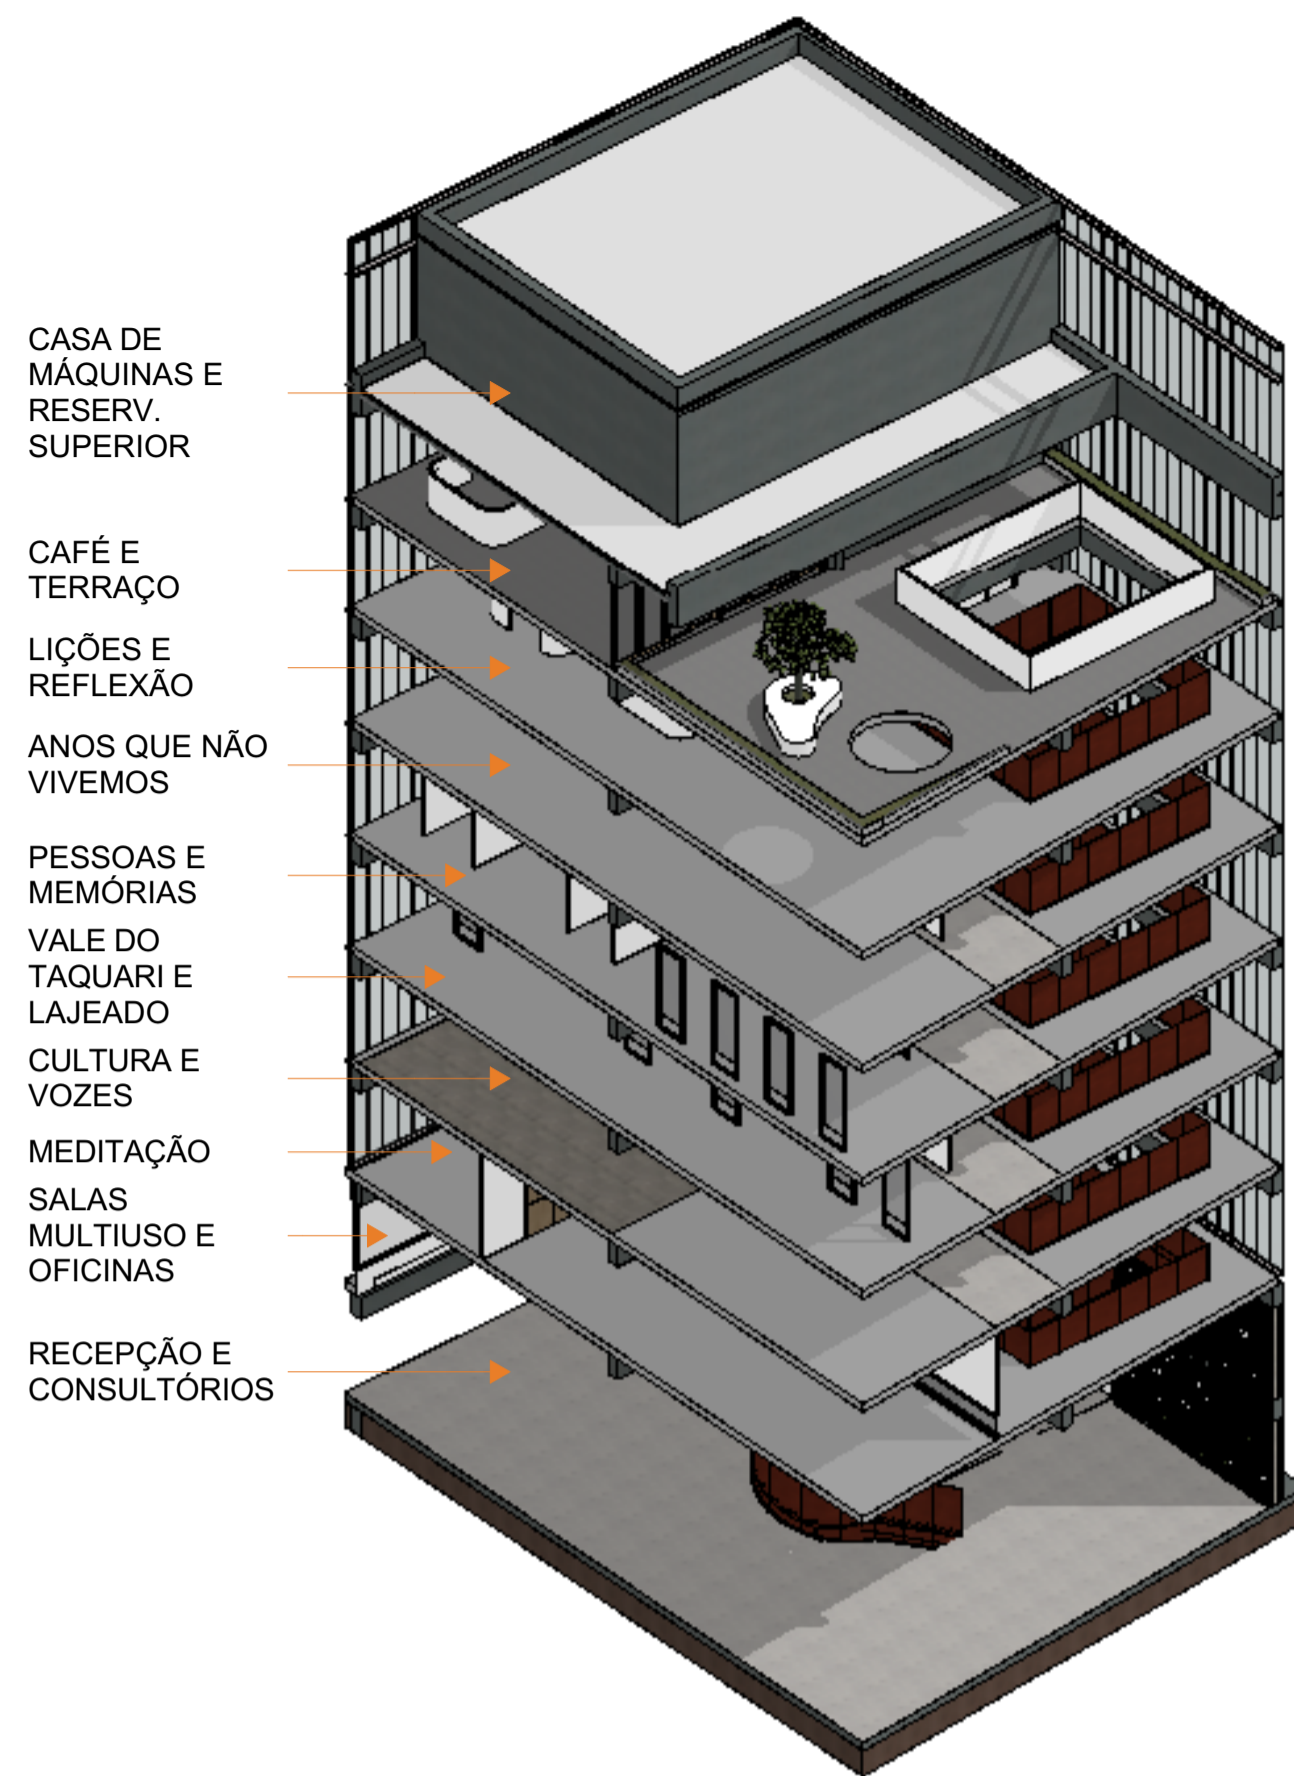 CASA DE
MÁQUINAS E
RESERV.
SUPERIOR
CAFÉ E
TERRAÇO
LIÇÕES E
REFLEXÃO
ANOS QUE NÃO
VIVEMOS
PESSOAS E
MEMÓRIAS
VALE DO
TAQUARI E
LAJEADO
CULTURA E
VOZES
MEDITAÇÃO
SALAS
MULTIUSO E
OFICINAS
RECEPÇÃO E
CONSULTÓRIOS